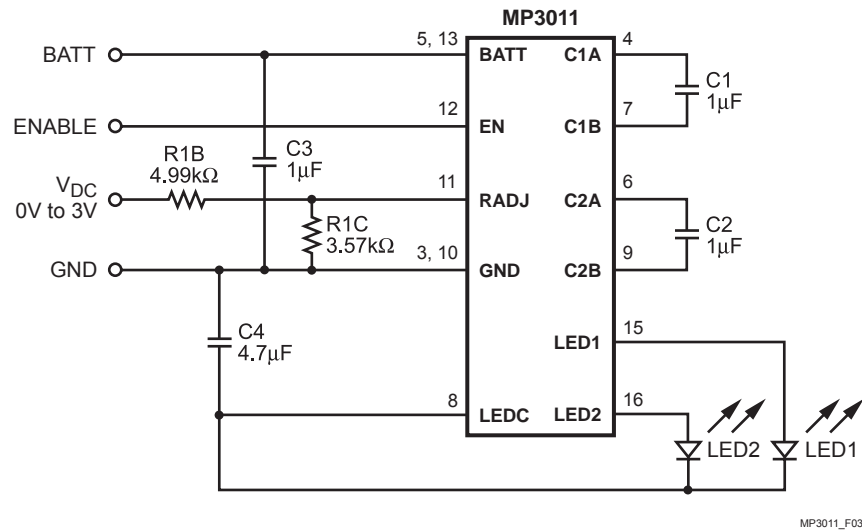 MP3011
BATT
5, 13
BATT
C1A
4
C1
1μF
ENABLE
12
EN
C1B
7
C3
1μF
R1B
4.99kΩ
VDC
0V to 3V
11
RADJ
C2A
6
R1C
3.57kΩ
C2
1μF
GND
3, 10
GND
C2B
9
C4
4.7μF
LED1
15
8
LEDC
LED2
16
LED2
LED1
MP3011_F03